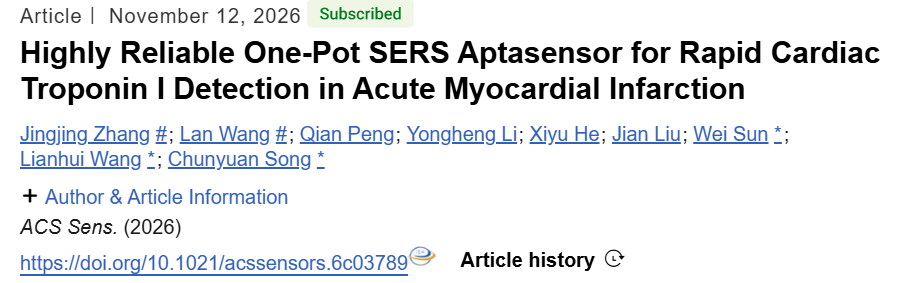 Article | November 12, 2026 Subscribed
Highly Reliable One-Pot SERS Aptasensor for Rapid Cardiac
Troponin I Detection in Acute Myocardial Infarction
Jingjing Zhang #; Lan Wang #; Qian Peng; Yongheng Li; Xiyu He; Jian Liu; Wei Sun *;
Lianhui Wang *; Chunyuan Song *
+ Author & Article Information
ACS Sens. (2026)
https://doi.org/10.1021/acssensors.6c03789 Article history